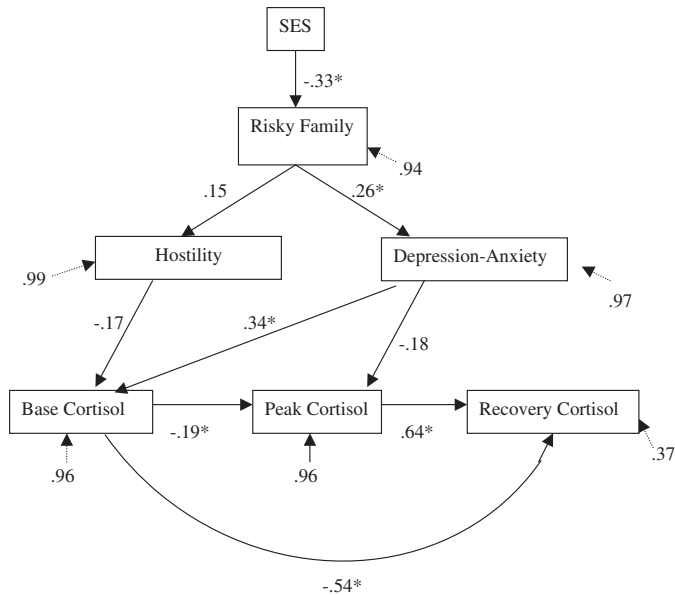 SES
-.33*
Risky Family
.94
.15
.26*
Hostility
Depression-Anxiety
.99
.97
-.17
.34*
-.18
Base Cortisol
Peak Cortisol
Recovery Cortisol
-.19*
.64*
.96
.96
.37
-.54*